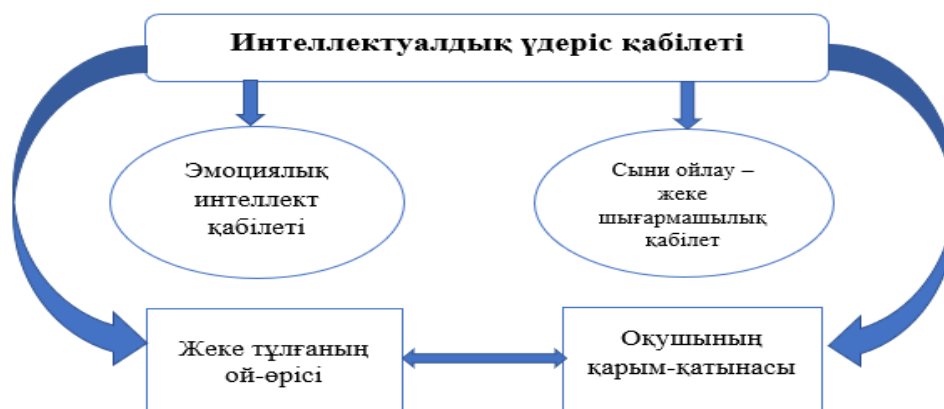 Интеллектуалдық үдеріс қабілеті
Эмоциялық
интеллект
қабілеті
Сыни ойлау –
жеке
шығармашылық
қабілет
Жеке тұлғаның
ой-өрісі
Оқушының
қарым-қатынасы